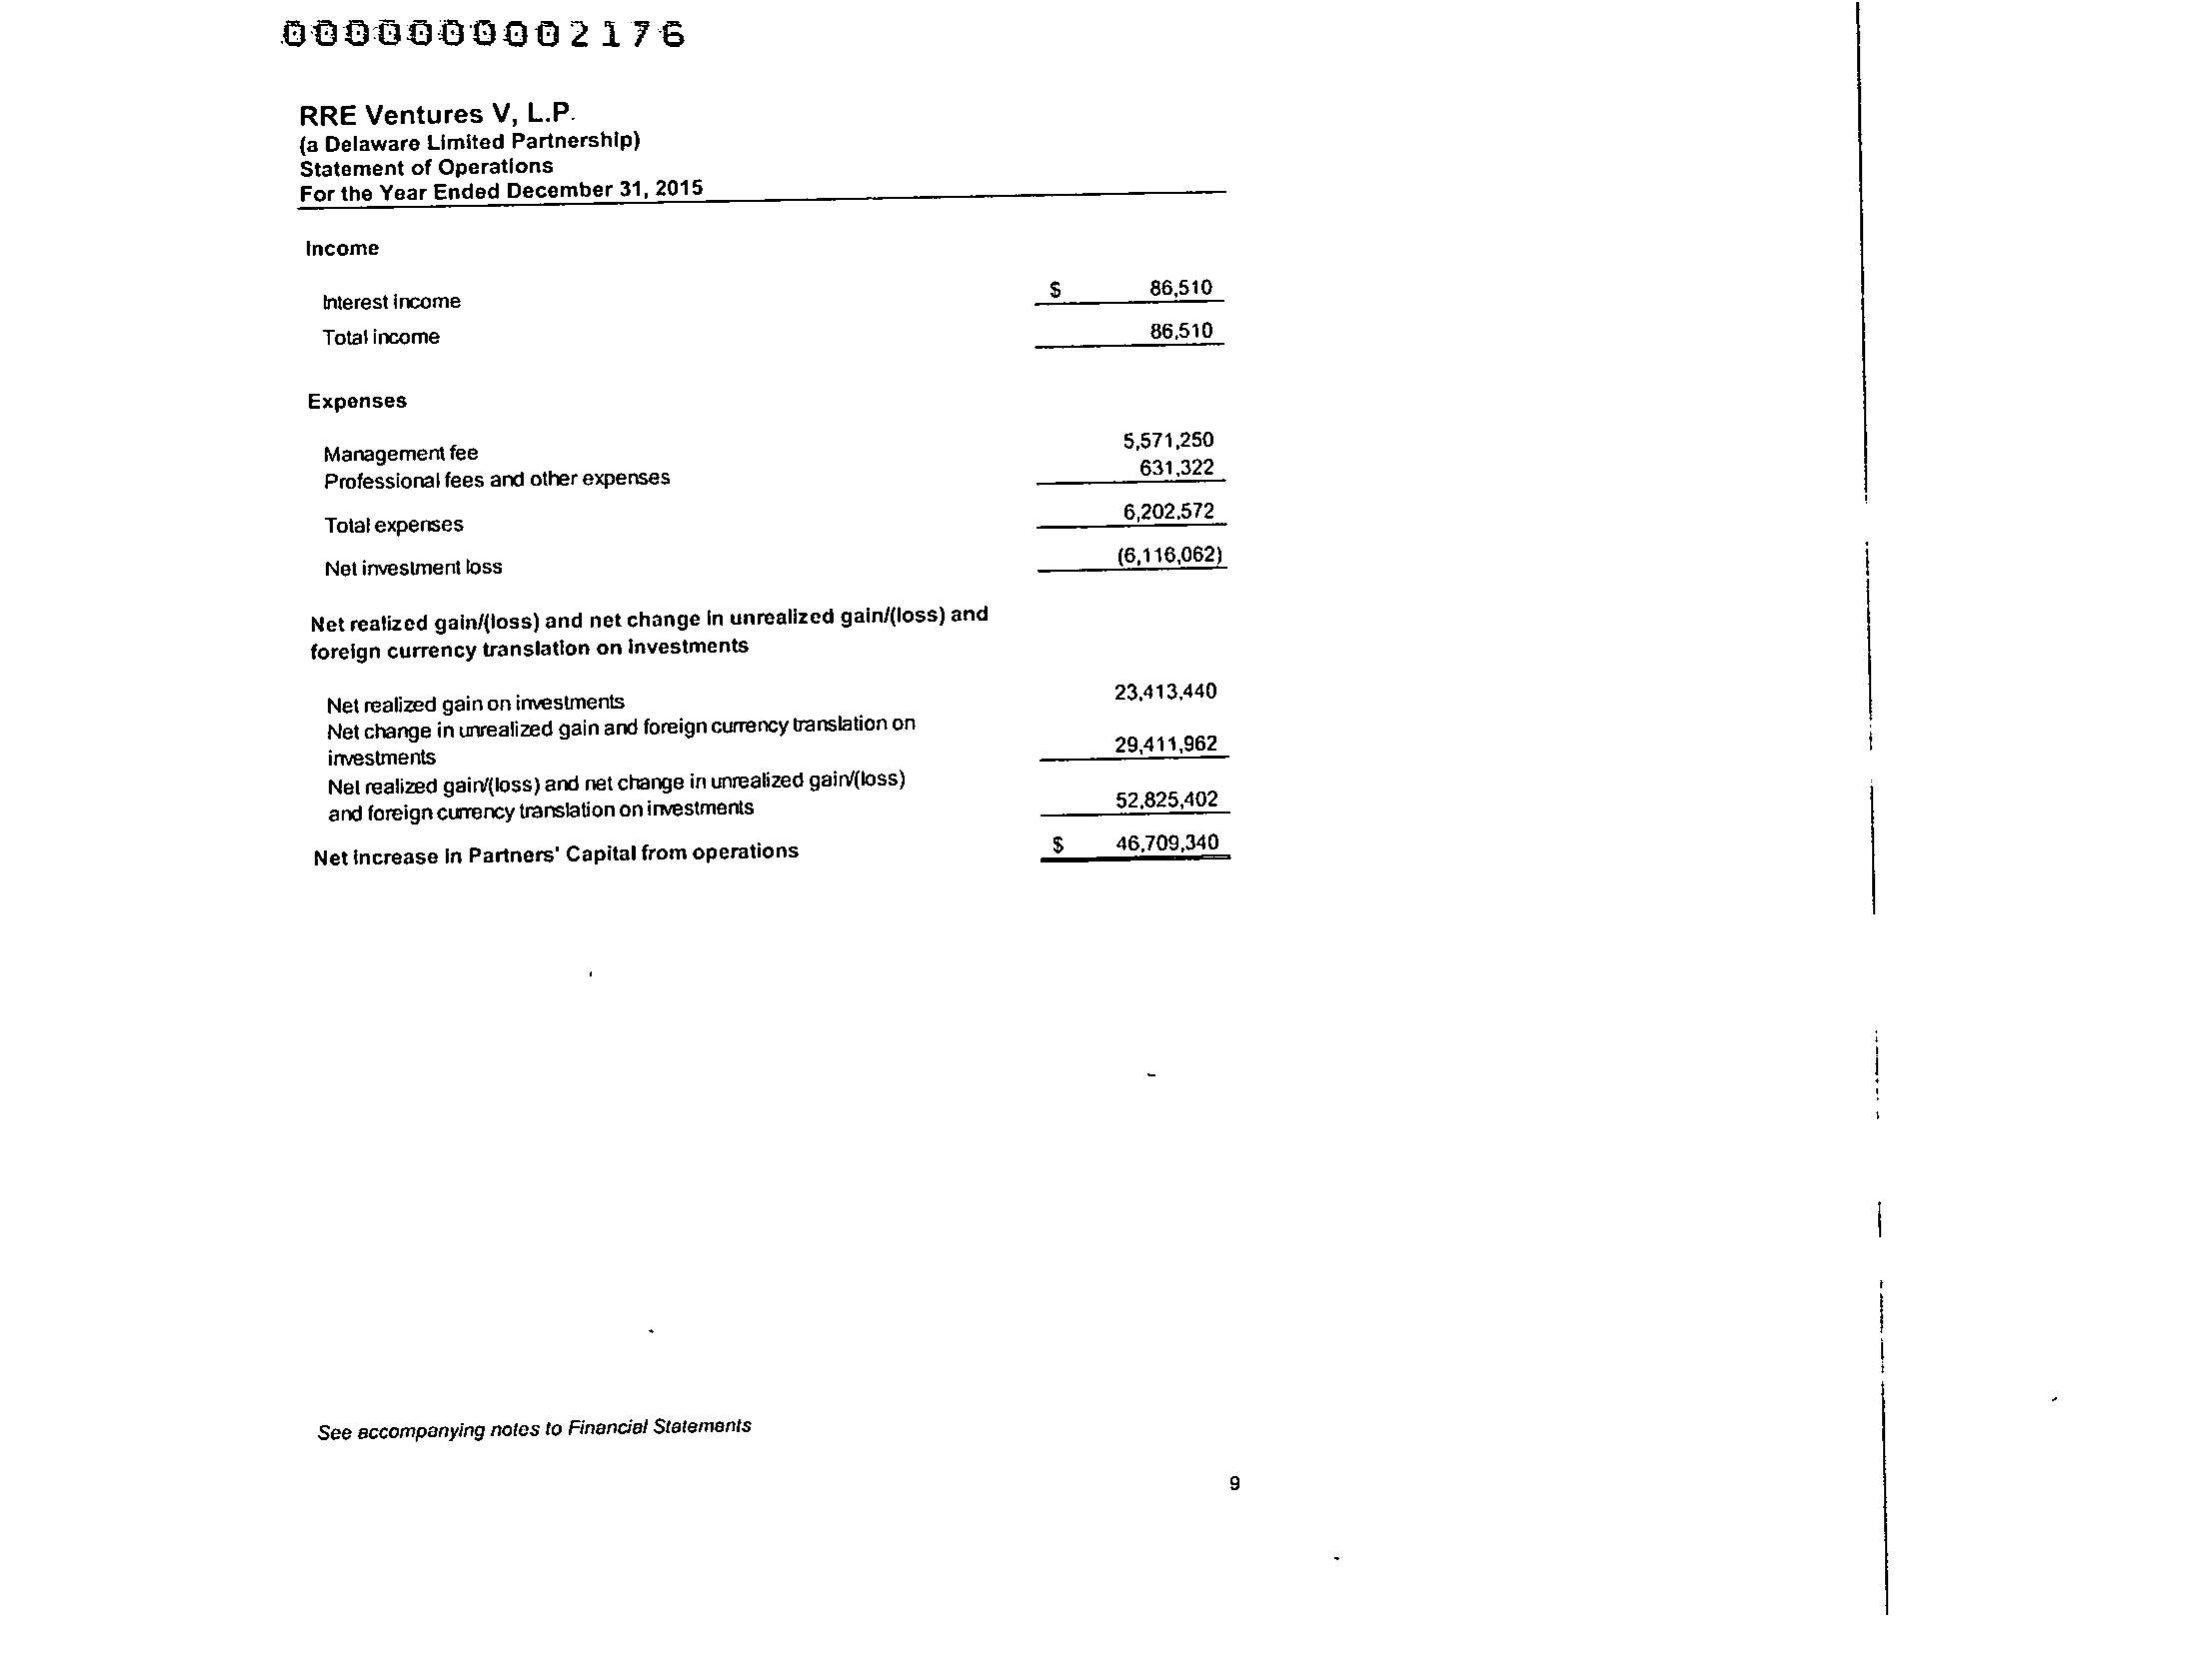 0000000002176
RRE Ventures V, L.P.
(a Delaware Limited Partnership)
Statement of Operations
For the Year Ended December 31, 2015
Income
Interest income $ 86,510
Total income 86,510
Expenses
Management fee 5,571,250
Professional fees and other expenses 631,322
Total expenses 6,202,572
Net investment loss (6,116,062)
Net realized gain/(loss) and net change in unrealized gain/(loss) and
foreign currency translation on investments
Net realized gain on investments 23,413,440
Net change in unrealized gain and foreign currency translation on
investments 29,411,962
Net realized gain/(loss) and net change in unrealized gain/(loss)
and foreign currency translation on investments 52,825,402
Net increase in Partners' Capital from operations $ 46,709,340
See accompanying notes to Financial Statements
9